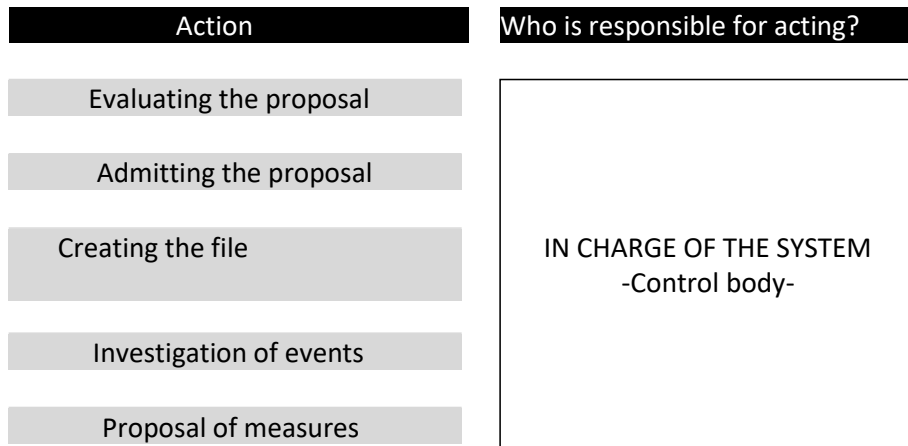 Action
Who is responsible for acting?
Evaluating the proposal
Admitting the proposal
Creating the file
IN CHARGE OF THE SYSTEM
-Control body-
Investigation of events
Proposal of measures